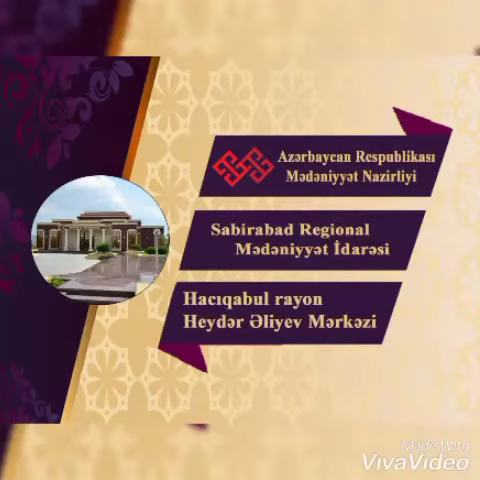 Azərbaycan Respublikası
Mədəniyyət Nazirliyi
Sabirabad Regional
Mədəniyyət İdarəsi
Hacıqabul rayon
Heydər Əliyev Mərkəzi
Made With
VivaVideo